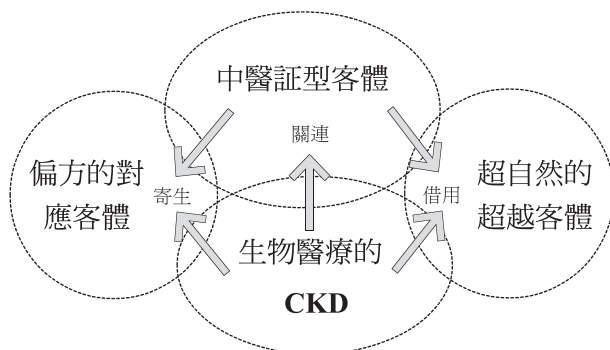 中醫証型客體
關連
偏方的對
應客體
寄生
借用
超自然的
超越客體
生物醫療的
CKD